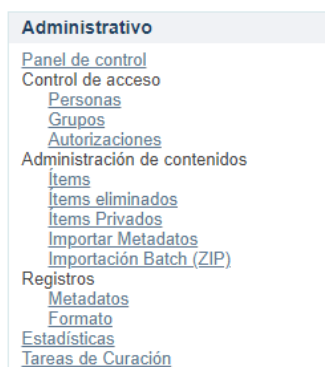 Administrativo
Panel de control
Control de acceso
Personas
Grupos
Autorizaciones
Administración de contenidos
Ítems
Ítems eliminados
Ítems Privados
Importar Metadatos
Importación Batch (ZIP)
Registros
Metadatos
Formato
Estadísticas
Tareas de Curación